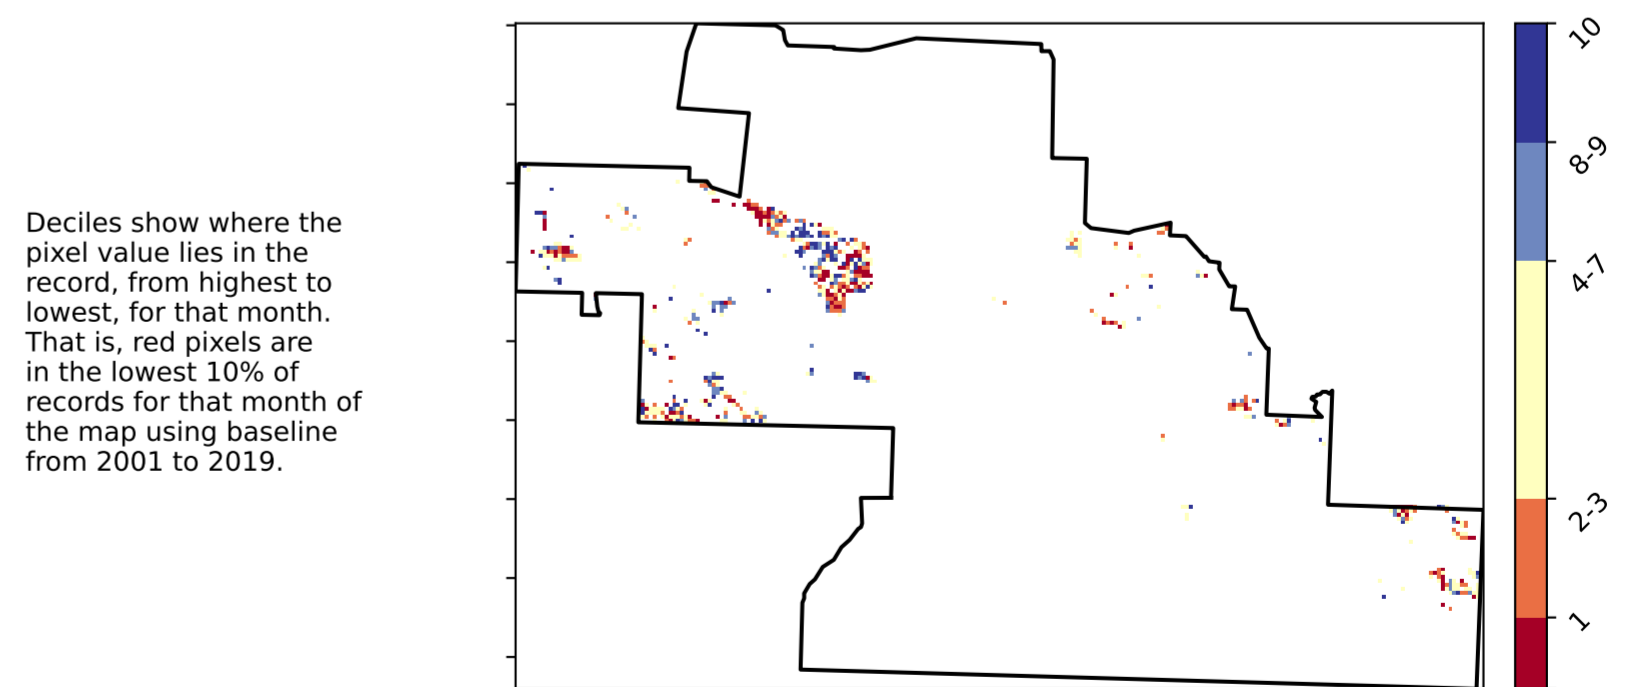 Deciles show where the
pixel value lies in the
record, from highest to
lowest, for that month.
That is, red pixels are
in the lowest 10% of
records for that month of
the map using baseline
from 2001 to 2019.
10
8-9
4-7
2-3
1